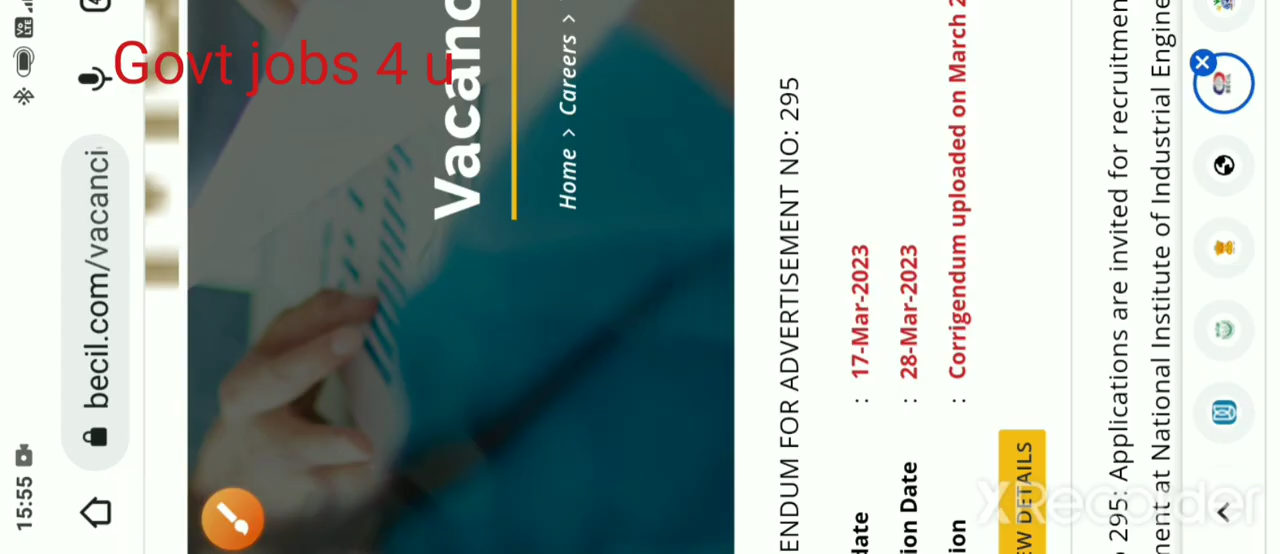 Govt jobs 4 u
15:55
becil.com/vacanci
Vacanc
Home > Careers >
ENDUM FOR ADVERTISEMENT NO: 295
date : 17-Mar-2023
ion Date : 28-Mar-2023
ion : Corrigendum uploaded on March 2
EW DETAILS
295: Applications are invited for recruitmen
ment at National Institute of Industrial Engine
XRecorder